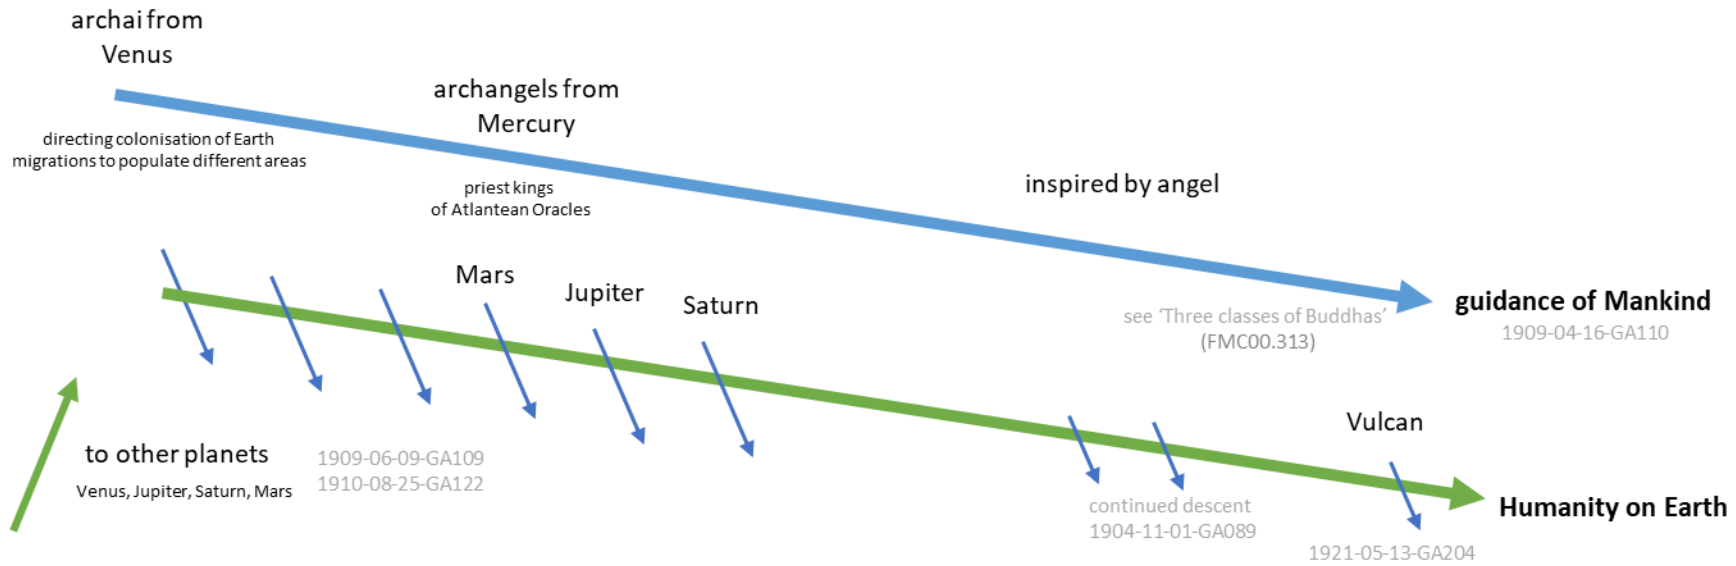 archai from
Venus
directing colonisation of Earth
migrations to populate different areas
archangels from
Mercury
priest kings
of Atlantean Oracles
inspired by angel
guidance of Mankind
1909-04-16-GA110
see ‘Three classes of Buddhas’
(FMC00.313)
Mars
Jupiter
Saturn
to other planets
Venus, Jupiter, Saturn, Mars
1909-06-09-GA109
1910-08-25-GA122
continued descent
1904-11-01-GA089
Vulcan
1921-05-13-GA204
Humanity on Earth